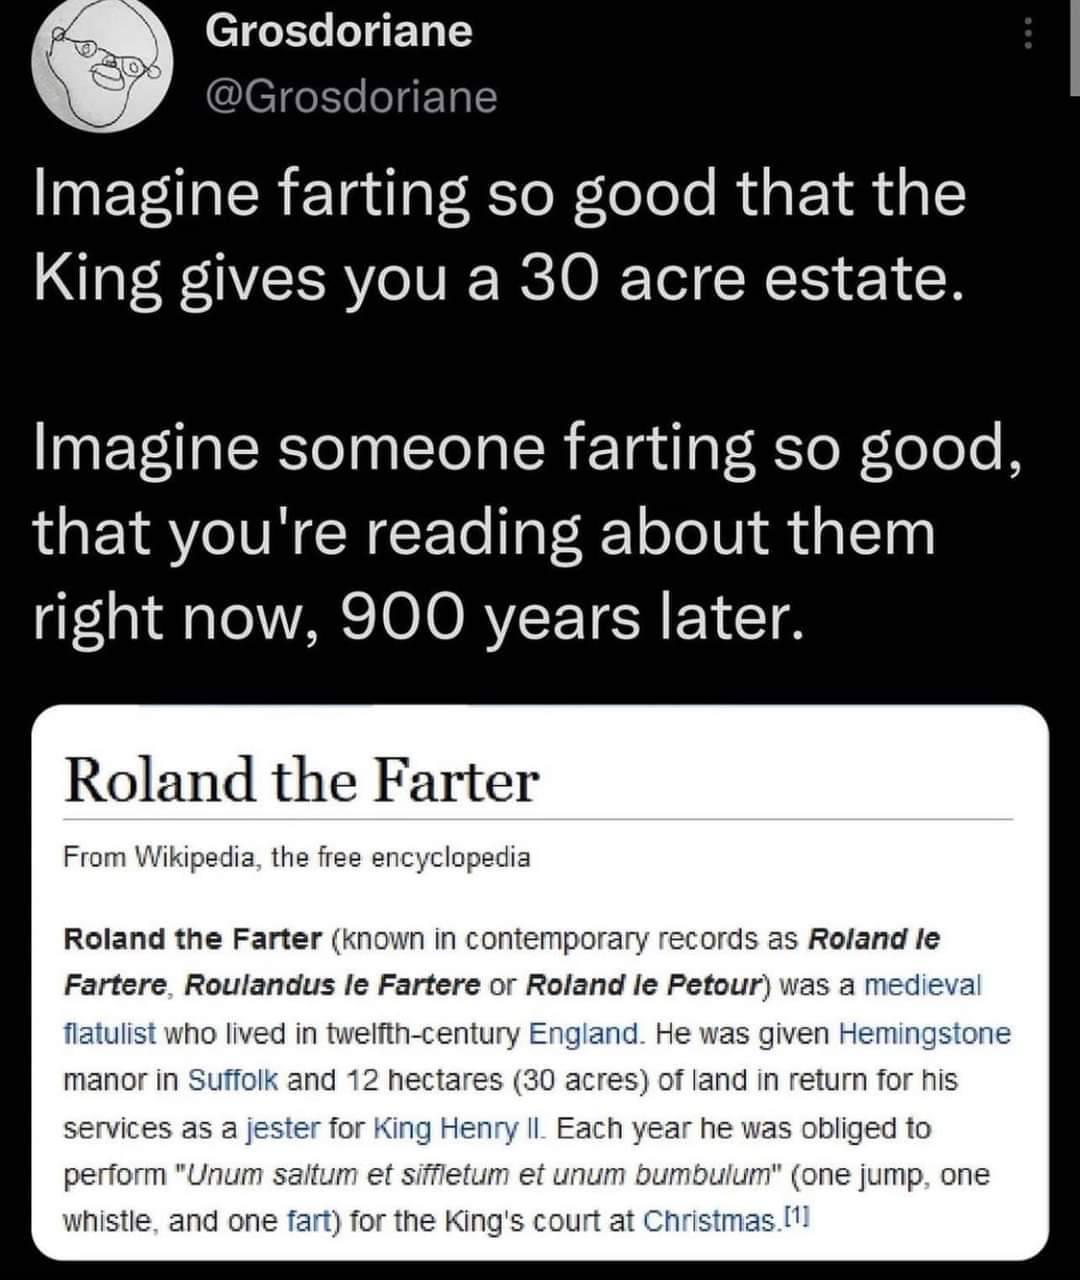 Grosdoriane
@Grosdoriane
Imagine farting so good that the
King gives you a 30 acre estate.
Imagine someone farting so good,
that you're reading about them
right now, 900 years later.
Roland the Farter
From Wikipedia, the free encyclopedia
Roland the Farter (known in contemporary records as Roland le
Fartere, Roulandus le Fartere or Roland le Petour) was a medieval
flatulist who lived in twelfth-century England. He was given Hemingstone
manor in Suffolk and 12 hectares (30 acres) of land in return for his
services as a jester for King Henry II. Each year he was obliged to
perform "Unum saltum et siffletum et unum bumbulum" (one jump, one
whistle, and one fart) for the King's court at Christmas.[1]